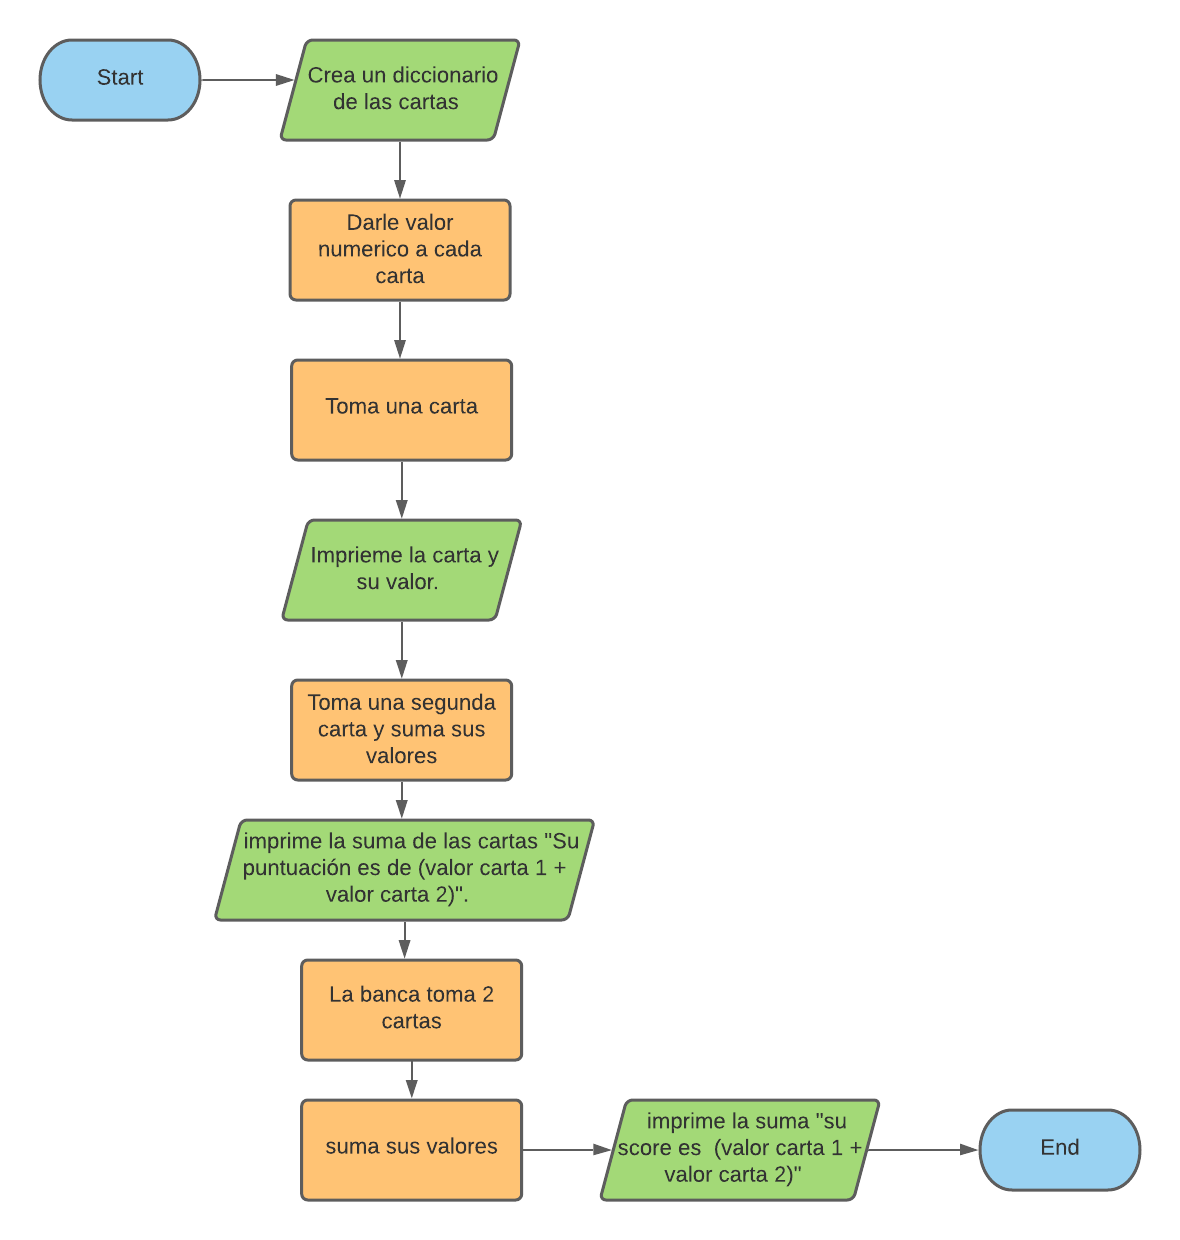 Start
Crea un diccionario
de las cartas
Darle valor
numerico a cada
carta
Toma una carta
Imprieme la carta y
su valor.
Toma una segunda
carta y suma sus
valores
imprime la suma de las cartas "Su
puntuación es de (valor carta 1 +
valor carta 2)".
La banca toma 2
cartas
suma sus valores
imprime la suma "su
score es  (valor carta 1 +
valor carta 2)"
End